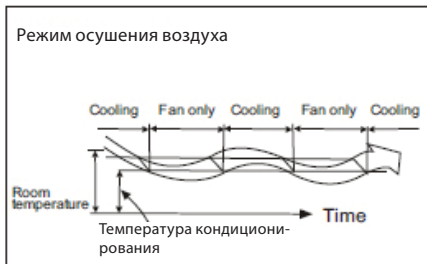 Режим осушения воздуха
Cooling Fan only Cooling Fan only Cooling
Room
temperature
Time
Температура кондициони-
рования